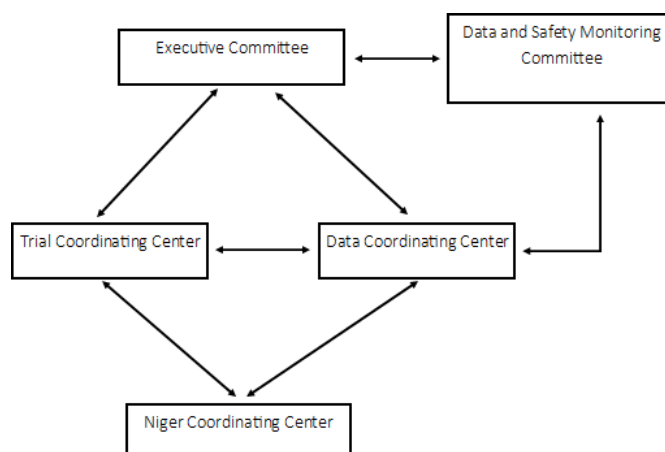 Executive Committee
Data and Safety Monitoring
Committee
Trial Coordinating Center
Data Coordinating Center
Niger Coordinating Center